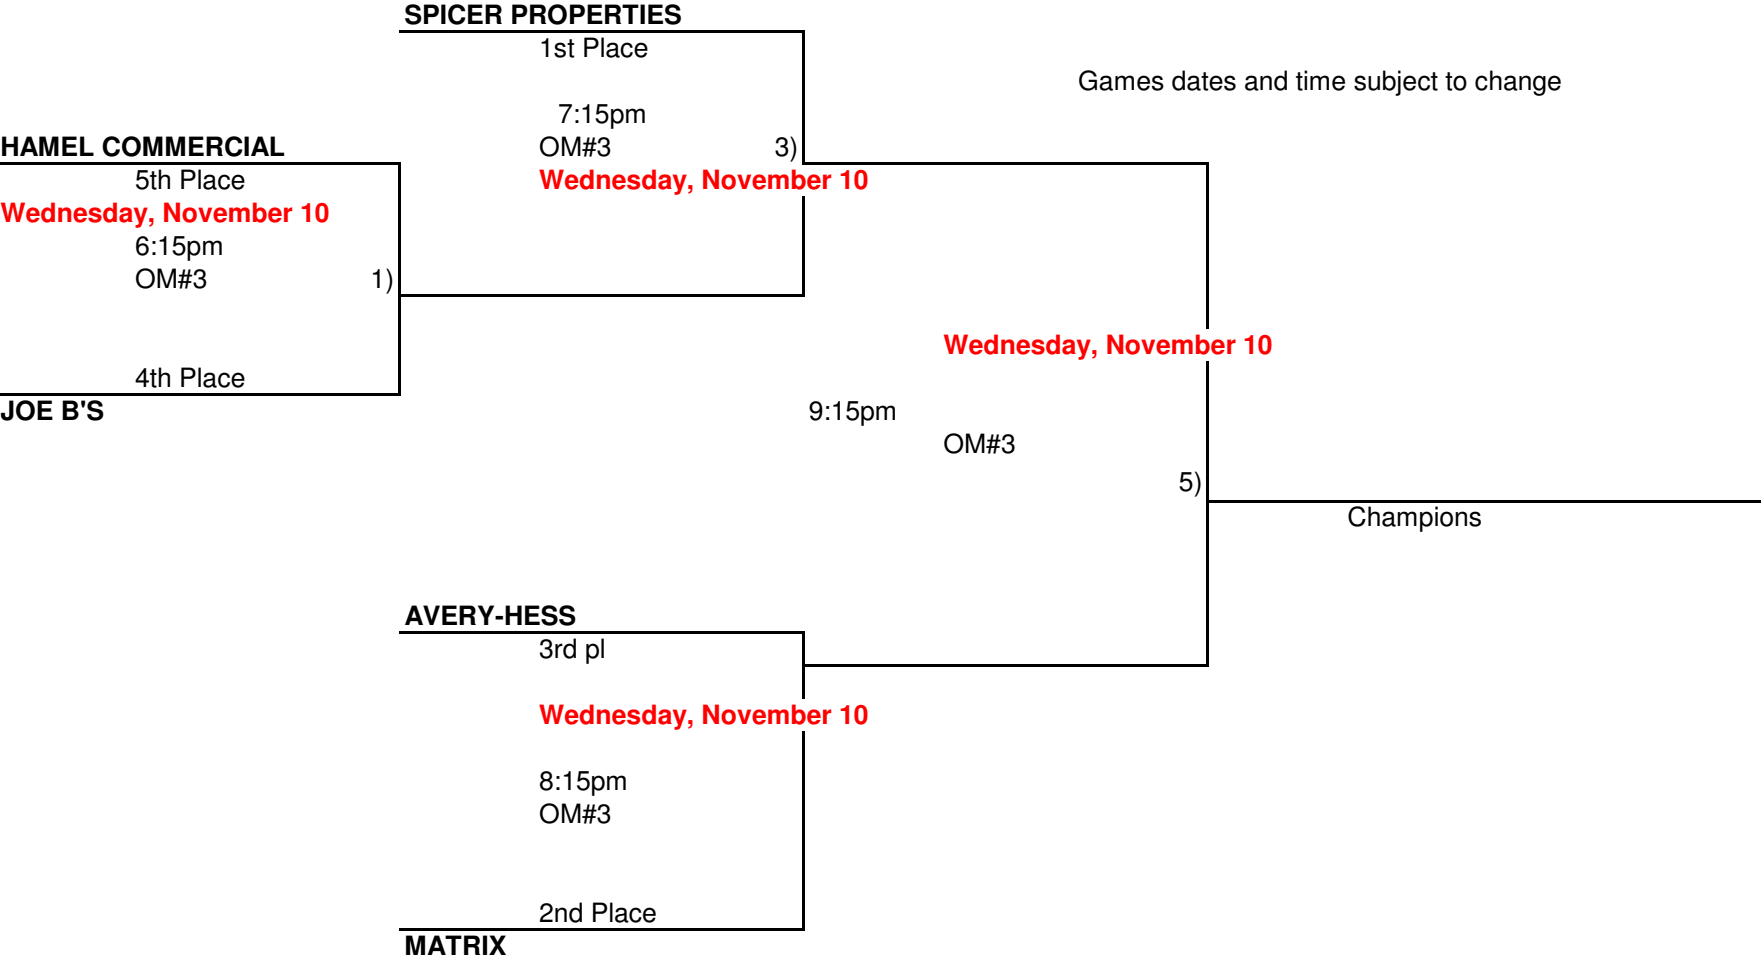 SPICER PROPERTIES
1st Place
Games dates and time subject to change
7:15pm
HAMEL COMMERCIAL
OM#3 3)
5th Place
Wednesday, November 10
Wednesday, November 10
6:15pm
OM#3 1)
Wednesday, November 10
4th Place
JOE B'S
9:15pm
OM#3
5)
Champions
AVERY-HESS
3rd pl
Wednesday, November 10
8:15pm
OM#3
2nd Place
MATRIX